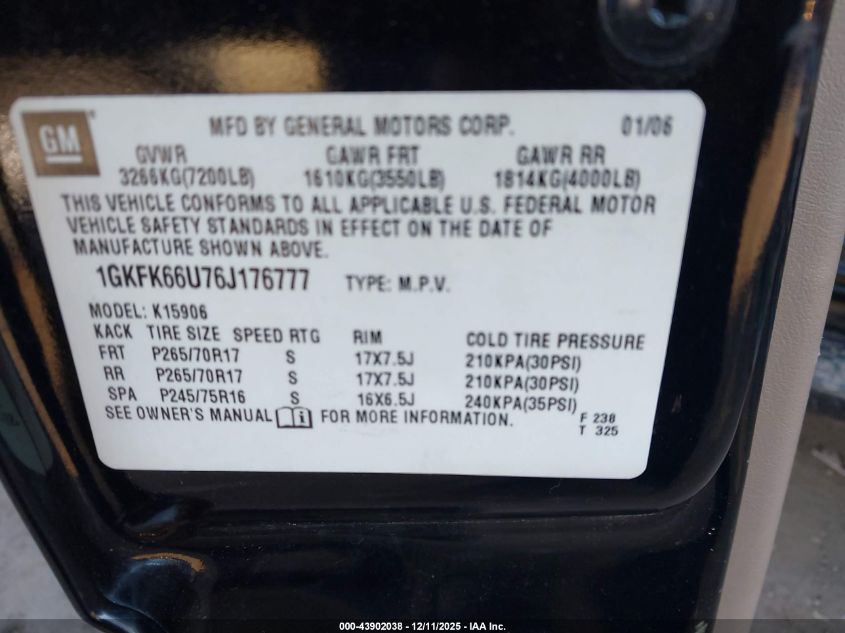 GM
MFD BY GENERAL MOTORS CORP. 01/06
GVWR GAWR FRT GAWR RR
3266KG(7200LB) 1610KG(3550LB) 1814KG(4000LB)
THIS VEHICLE CONFORMS TO ALL APPLICABLE U.S. FEDERAL MOTOR
VEHICLE SAFETY STANDARDS IN EFFECT ON THE DATE OF
MANUFACTURE SHOWN ABOVE.
1GKFK66U76J176777 TYPE: M.P.V.
MODEL: K15906
KACK TIRE SIZE SPEED RTG RIM COLD TIRE PRESSURE
FRT P265/70R17 S 17X7.5J 210KPA(30PSI)
RR P265/70R17 S 17X7.5J 210KPA(30PSI)
SPA P245/75R16 S 16X6.5J 240KPA(35PSI)
SEE OWNER'S MANUAL FOR MORE INFORMATION. F 238
T 325
000-43902038 - 12/11/2025 - IAA Inc.